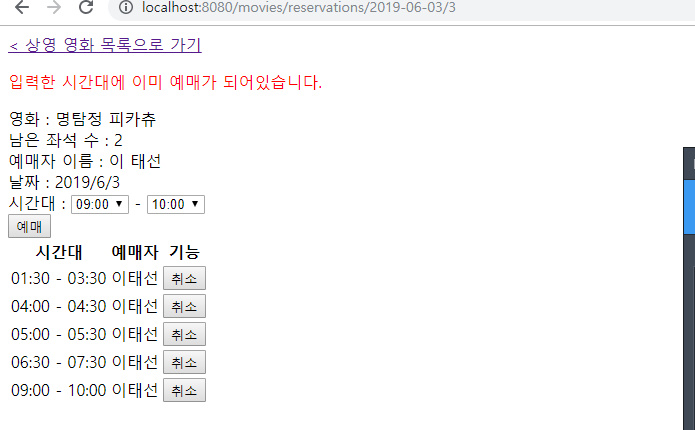 localhost:8080/movies/reservations/2019-06-03/3
< 상영 영화 목록으로 가기
입력한 시간대에 이미 예매가 되어있습니다.
영화 : 명탐정 피카츄
남은 좌석 수 : 2
예매자 이름 : 이 태선
날짜 : 2019/6/3
시간대 : 09:00 - 10:00
예매
시간대 예매자 기능
01:30 - 03:30 이태선 취소
04:00 - 04:30 이태선 취소
05:00 - 05:30 이태선 취소
06:30 - 07:30 이태선 취소
09:00 - 10:00 이태선 취소